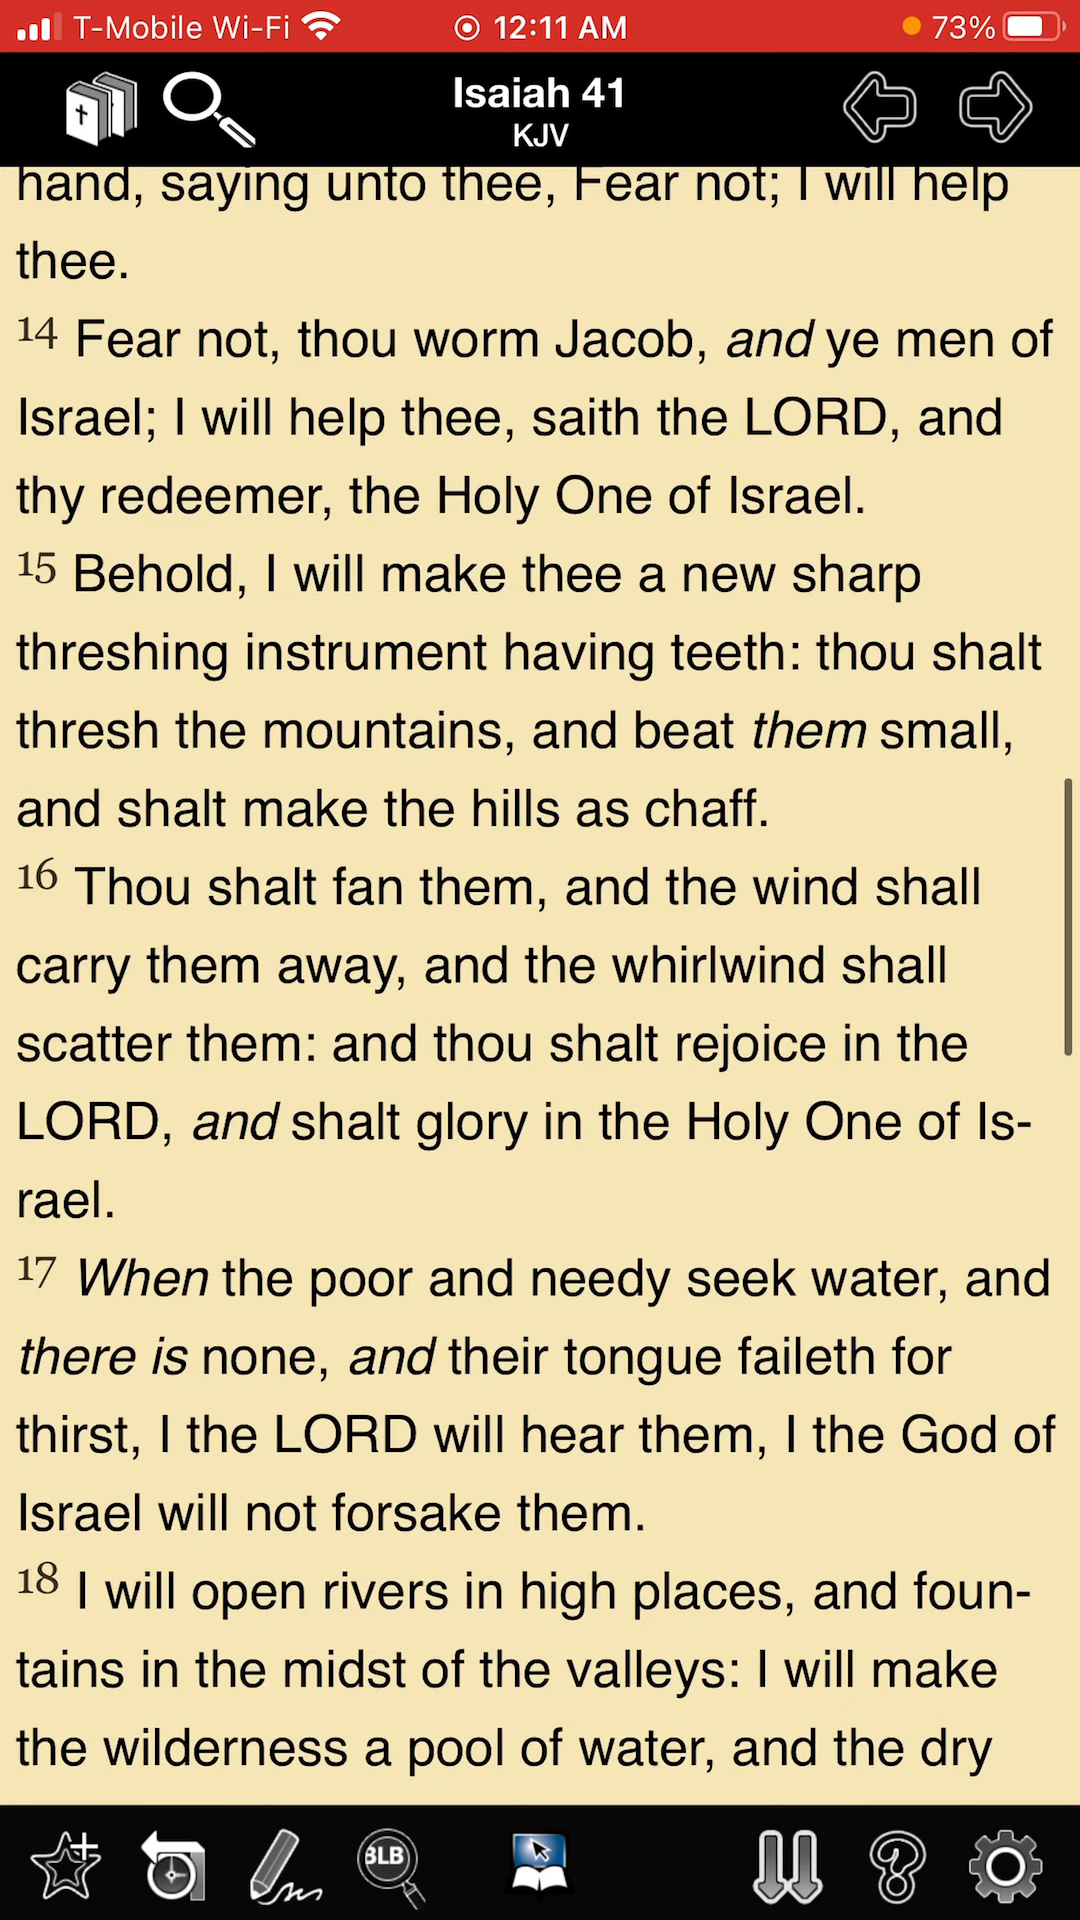 T-Mobile Wi-Fi 12:11 AM 73%
Isaiah 41
KJV
hand, saying unto thee, Fear not; I will help
thee.
14 Fear not, thou worm Jacob, and ye men of
Israel; I will help thee, saith the LORD, and
thy redeemer, the Holy One of Israel.
15 Behold, I will make thee a new sharp
threshing instrument having teeth: thou shalt
thresh the mountains, and beat them small,
and shalt make the hills as chaff.
16 Thou shalt fan them, and the wind shall
carry them away, and the whirlwind shall
scatter them: and thou shalt rejoice in the
LORD, and shalt glory in the Holy One of Is-
rael.
17 When the poor and needy seek water, and
there is none, and their tongue faileth for
thirst, I the LORD will hear them, I the God of
Israel will not forsake them.
18 I will open rivers in high places, and foun-
tains in the midst of the valleys: I will make
the wilderness a pool of water, and the dry
BLB